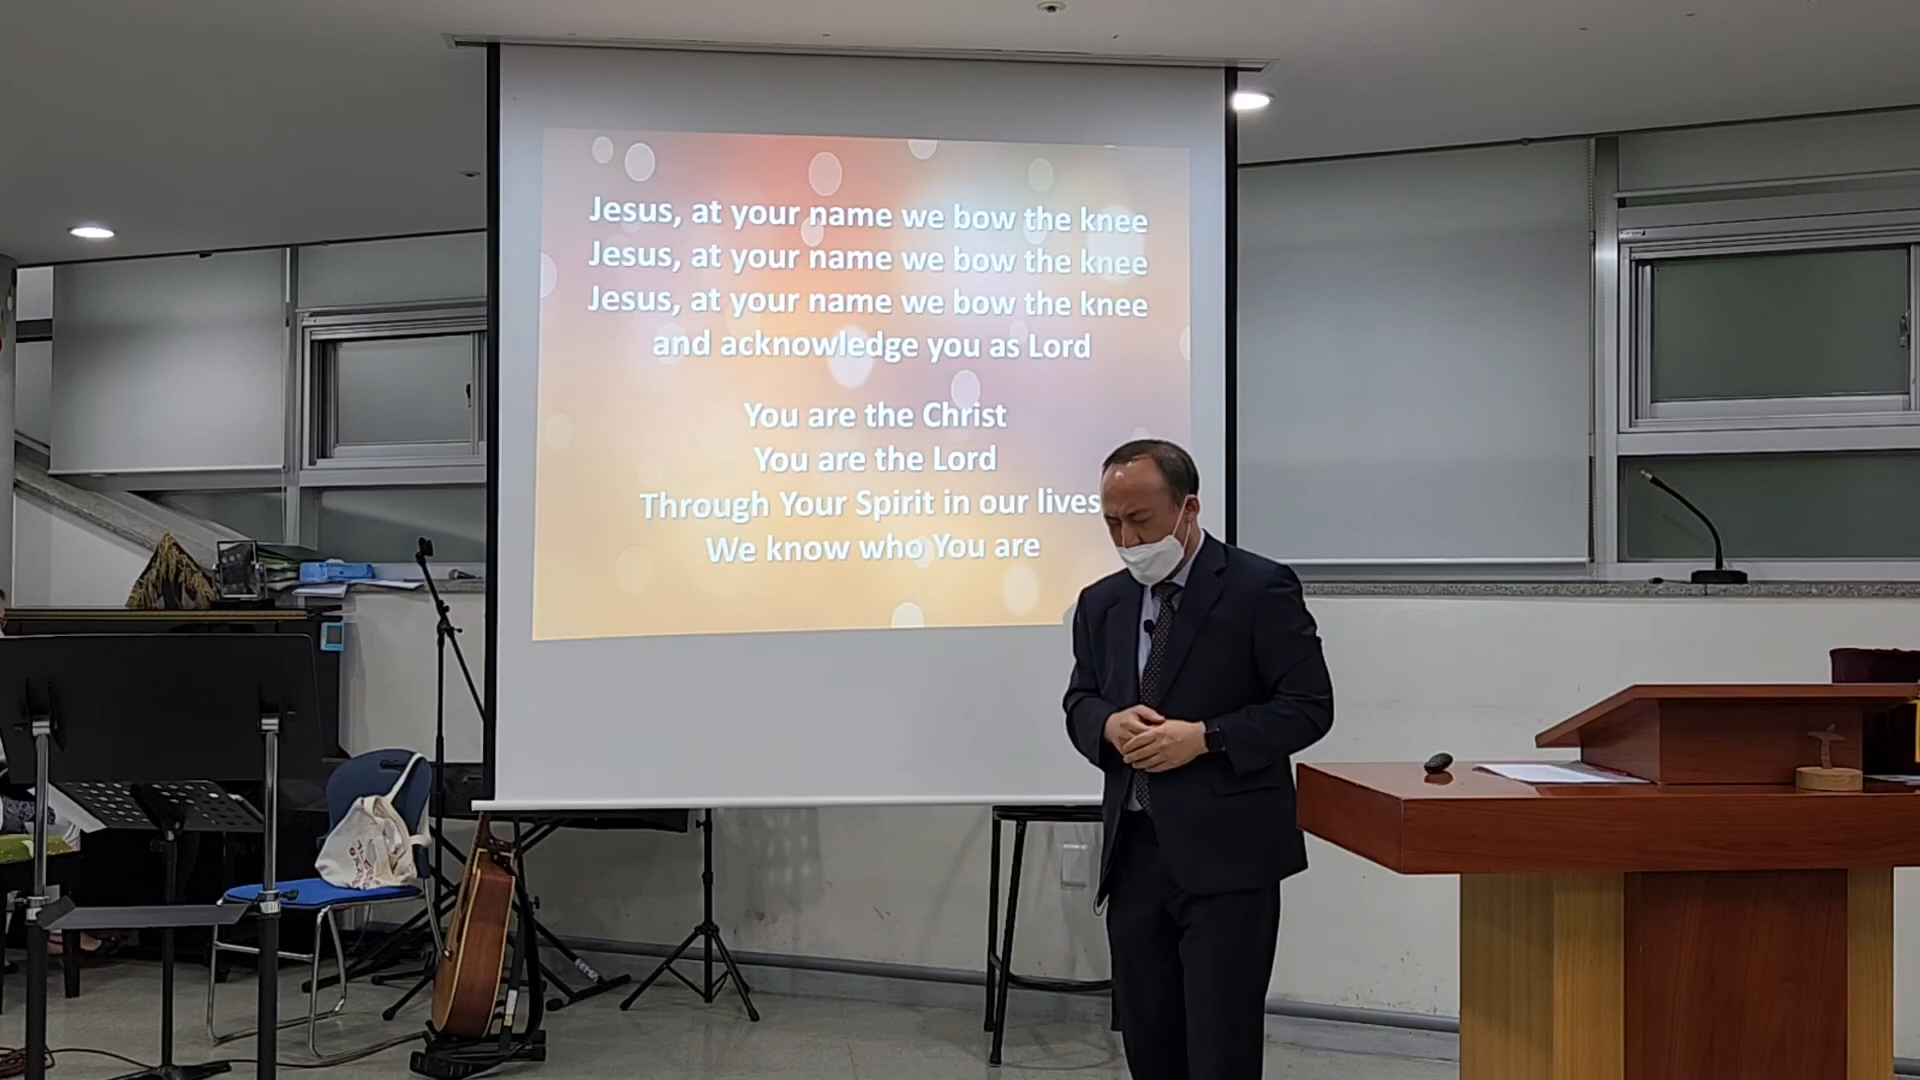 Jesus, at your name we bow the knee
Jesus, at your name we bow the knee
Jesus, at your name we bow the knee
and acknowledge you as Lord
You are the Christ
You are the Lord
Through Your Spirit in our lives
We know who You are